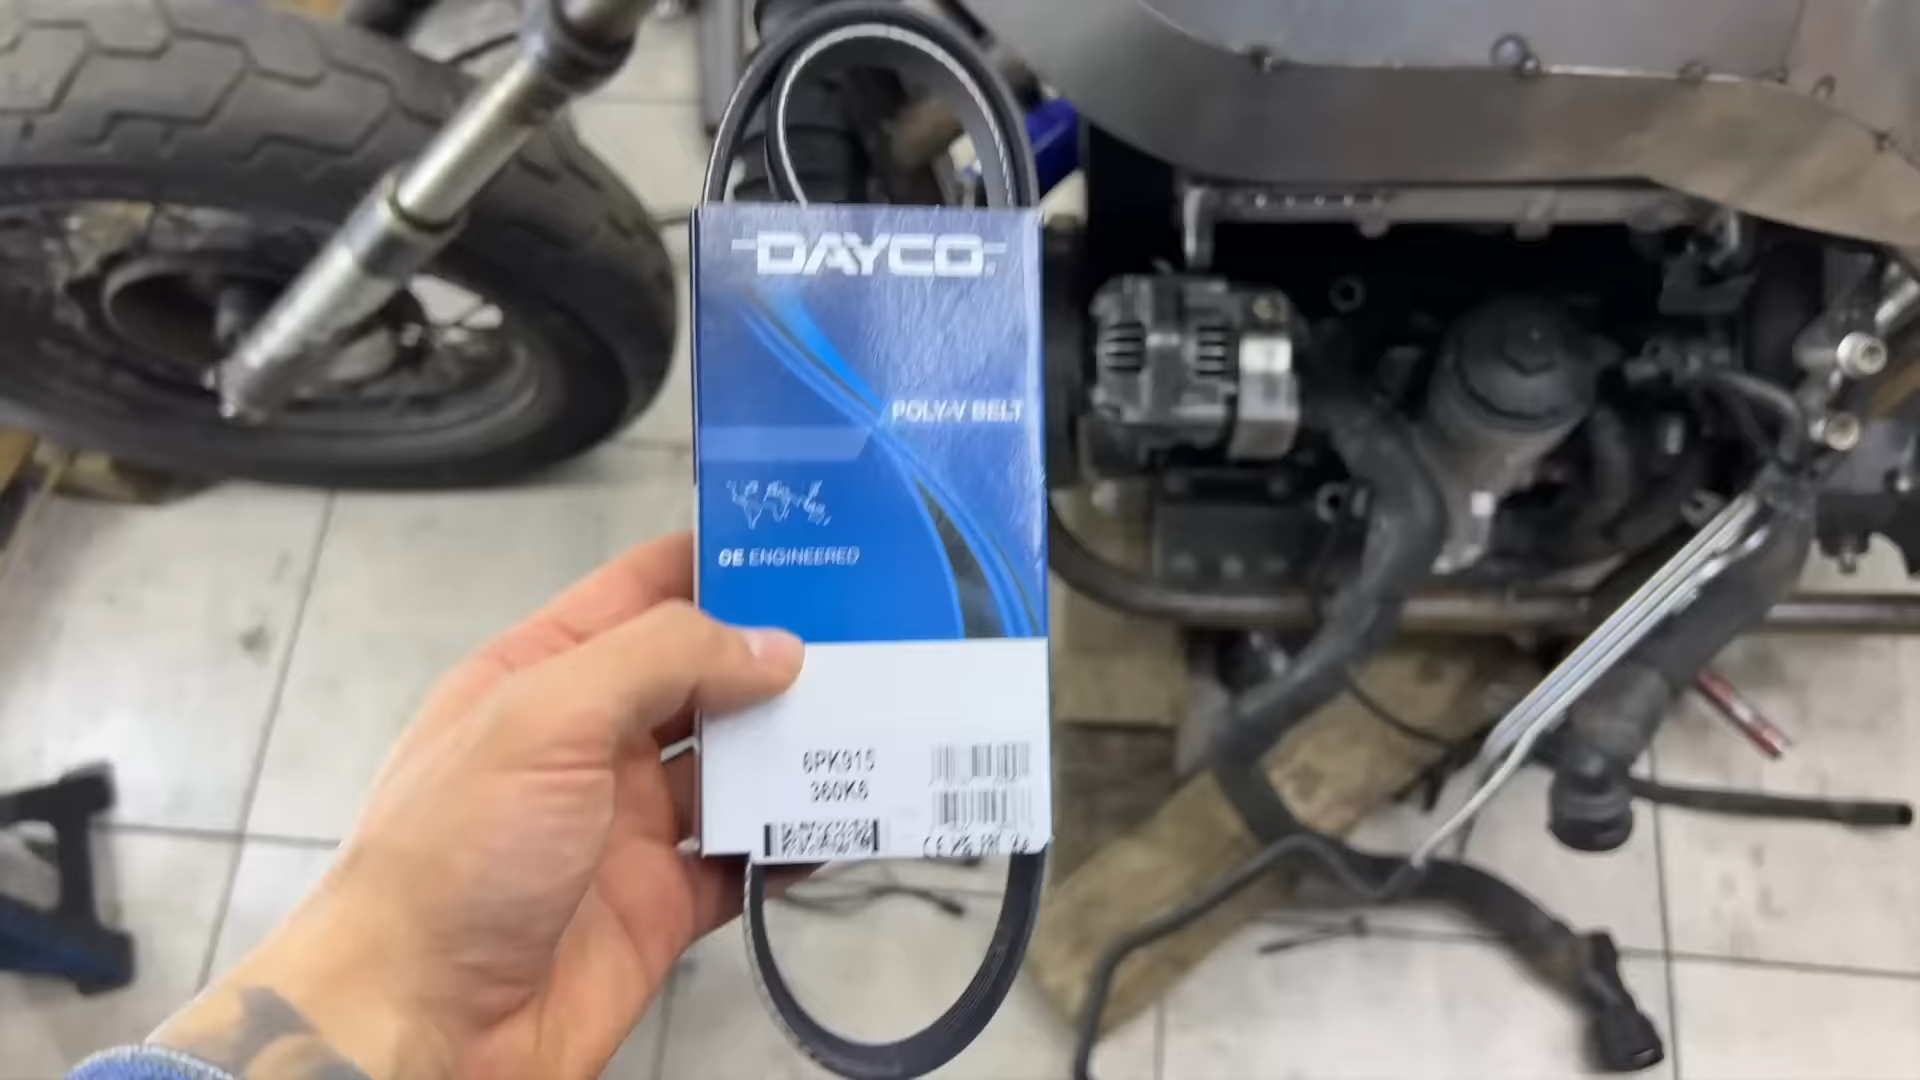 DAYCO
POLY-V BELT
OE ENGINEERED
6PK915
360K6